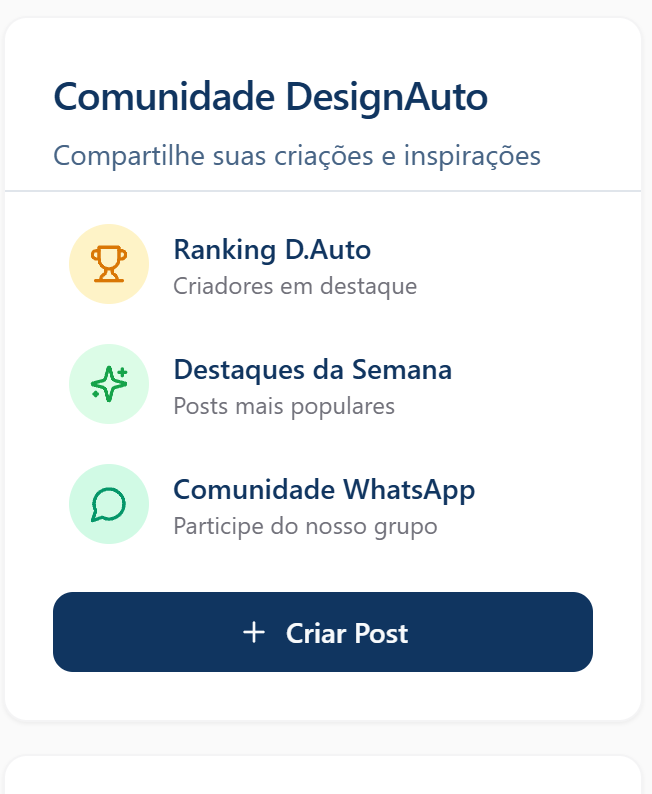 Comunidade DesignAuto
Compartilhe suas criações e inspirações
Ranking D.Auto
Criadores em destaque
Destaques da Semana
Posts mais populares
Comunidade WhatsApp
Participe do nosso grupo
Criar Post